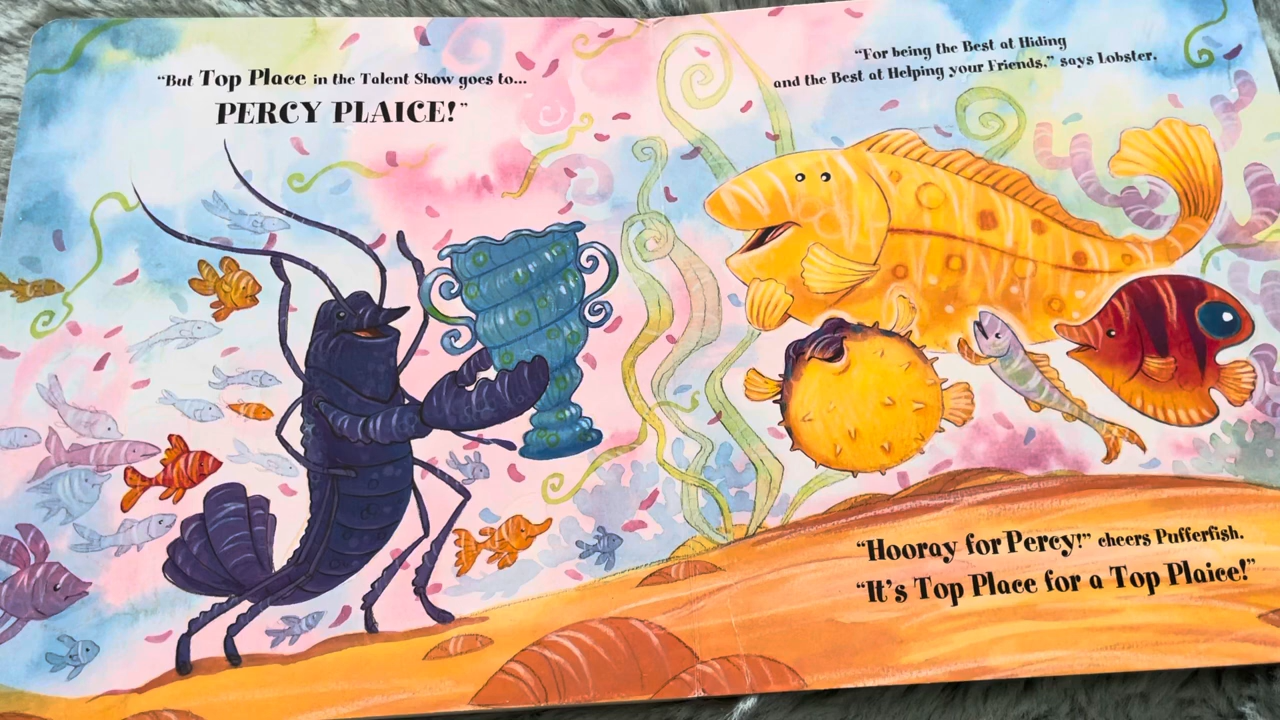 “But Top Place in the Talent Show goes to...
PERCY PLAICE!”
“For being the Best at Hiding
and the Best at Helping your Friends,” says Lobster.
“Hooray for Percy!” cheers Pufferfish.
“It’s Top Place for a Top Plaice!”